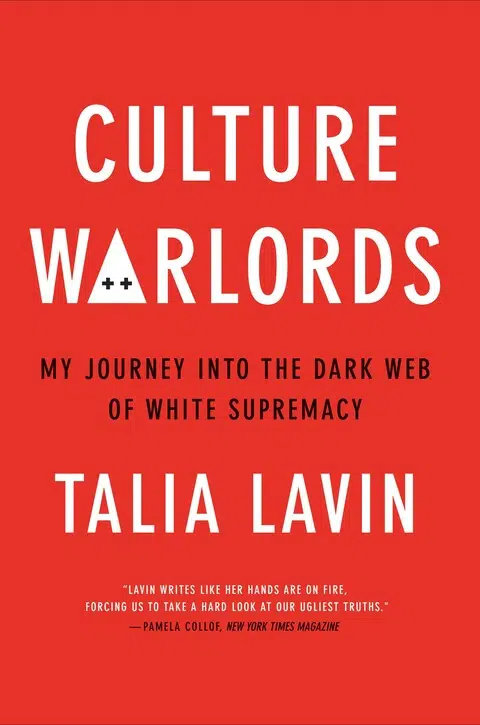 CULTURE
WARLORDS
MY JOURNEY INTO THE DARK WEB
OF WHITE SUPREMACY
TALIA LAVIN
"LAVIN WRITES LIKE HER HANDS ARE ON FIRE,
FORCING US TO TAKE A HARD LOOK AT OUR UGLIEST TRUTHS."
—PAMELA COLLOF, NEW YORK TIMES MAGAZINE